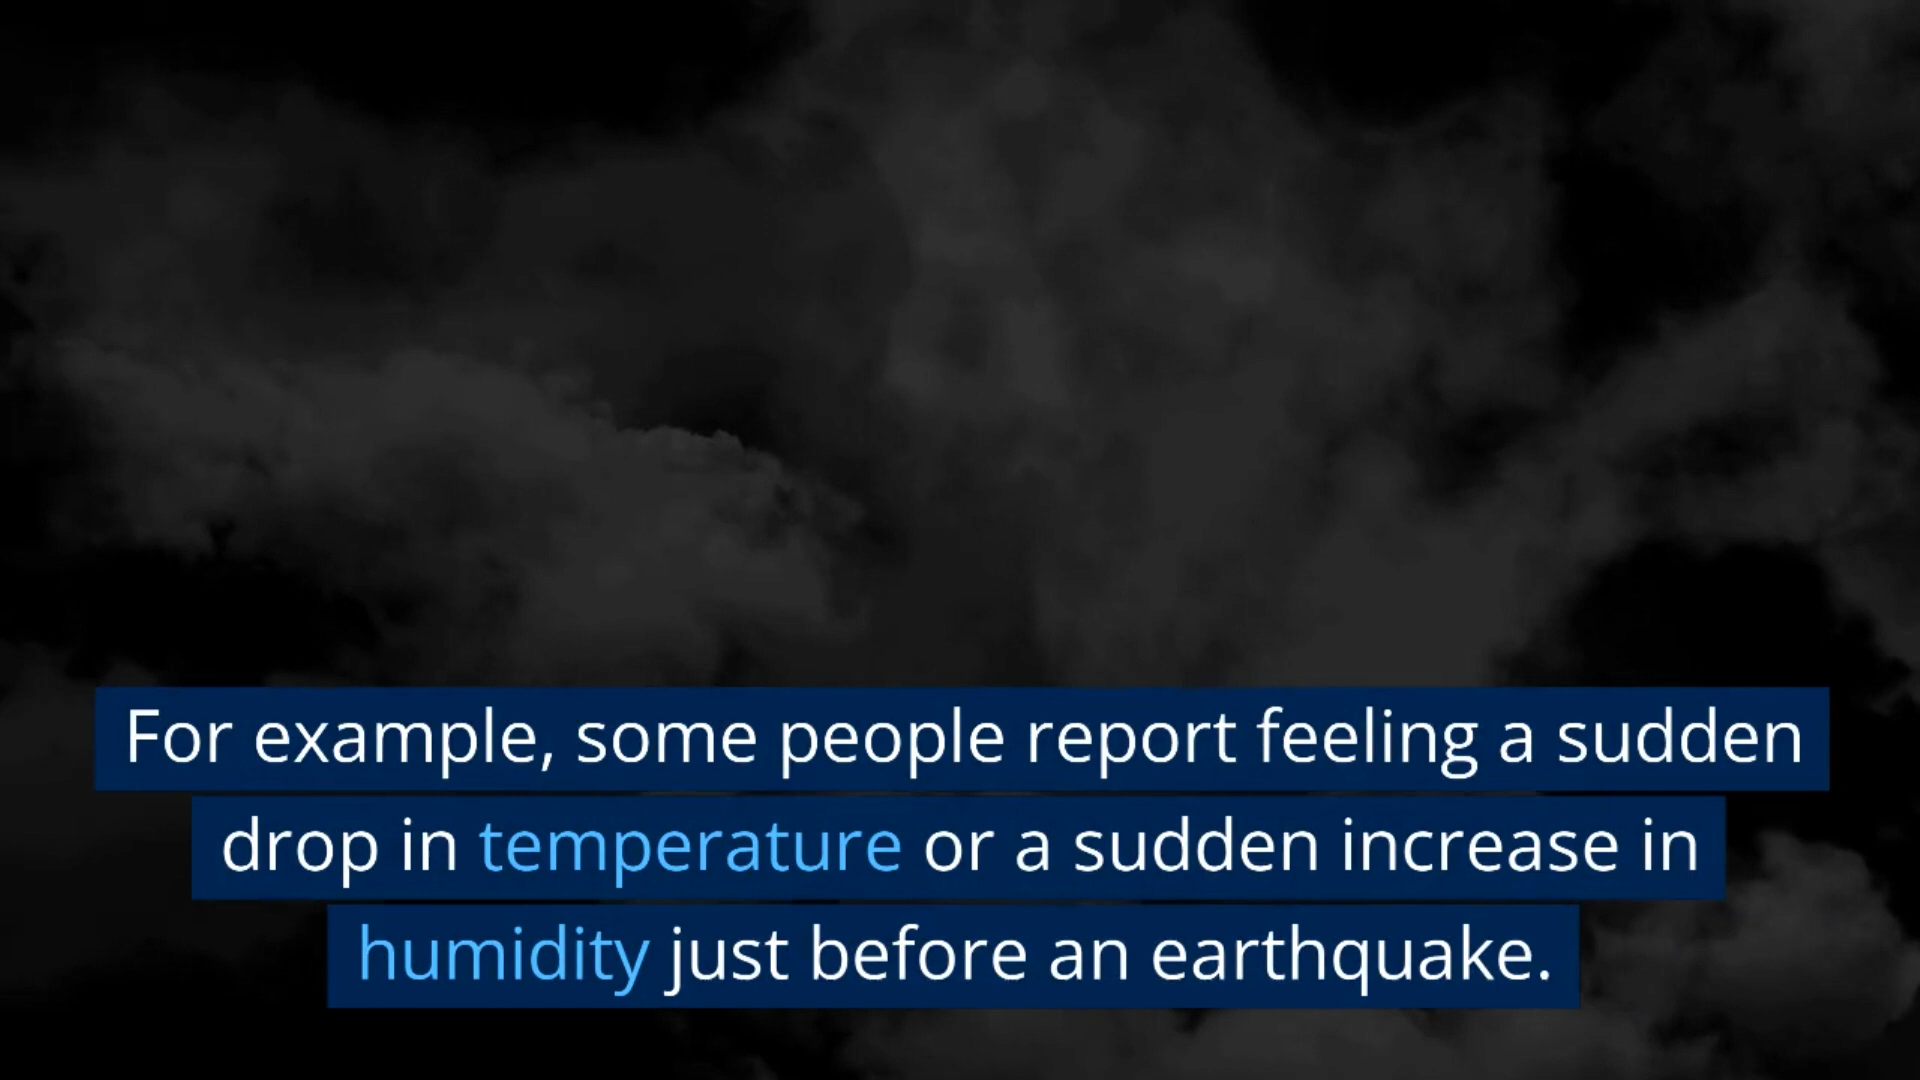 For example, some people report feeling a sudden
drop in temperature or a sudden increase in
humidity just before an earthquake.